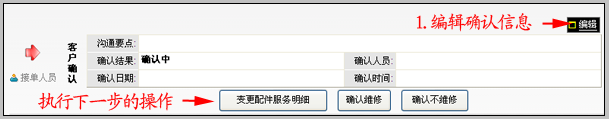 1.编辑确认信息
编辑
客户确认
沟通要点:
确认结果: 确认中 确认人员:
接单人员
确认日期: 确认时间:
执行下一步的操作
变更配件服务明细 确认维修 确认不维修